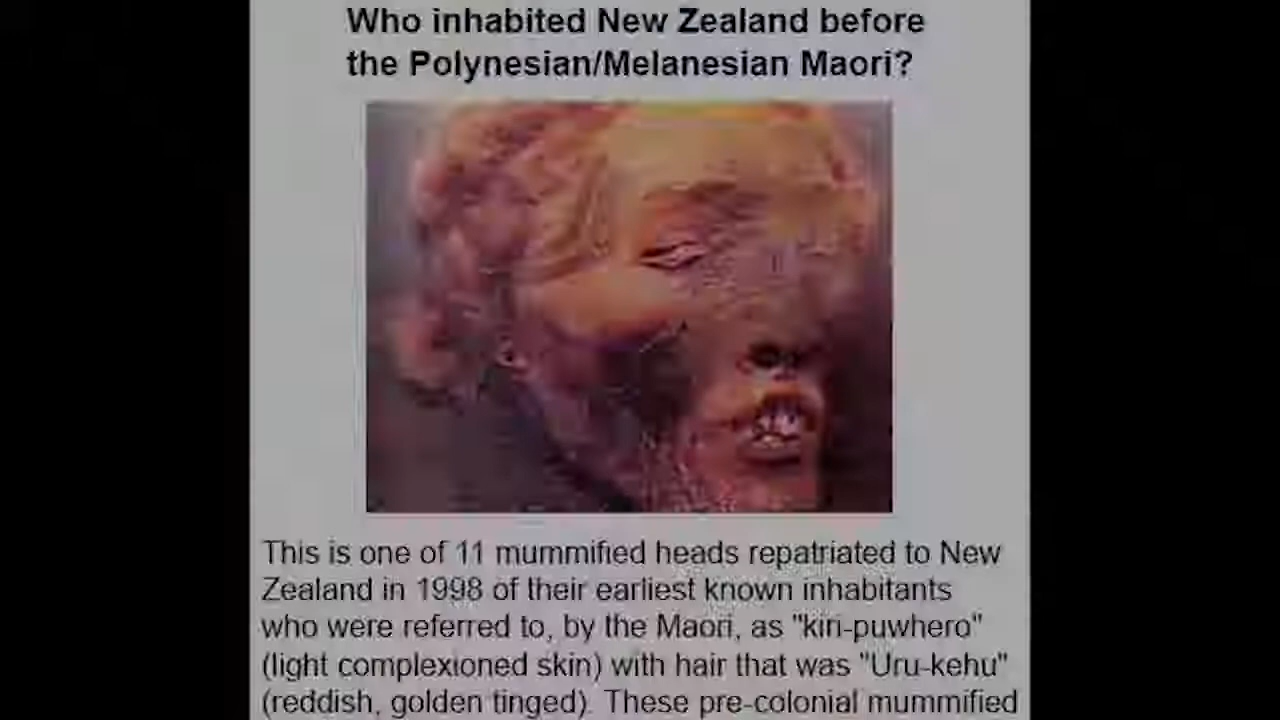 Who inhabited New Zealand before
the Polynesian/Melanesian Maori?
This is one of 11 mummified heads repatriated to New
Zealand in 1998 of their earliest known inhabitants
who were referred to, by the Maori, as "kiri-puwhero"
(light complexioned skin) with hair that was "Uru-kehu"
(reddish, golden tinged). These pre-colonial mummified